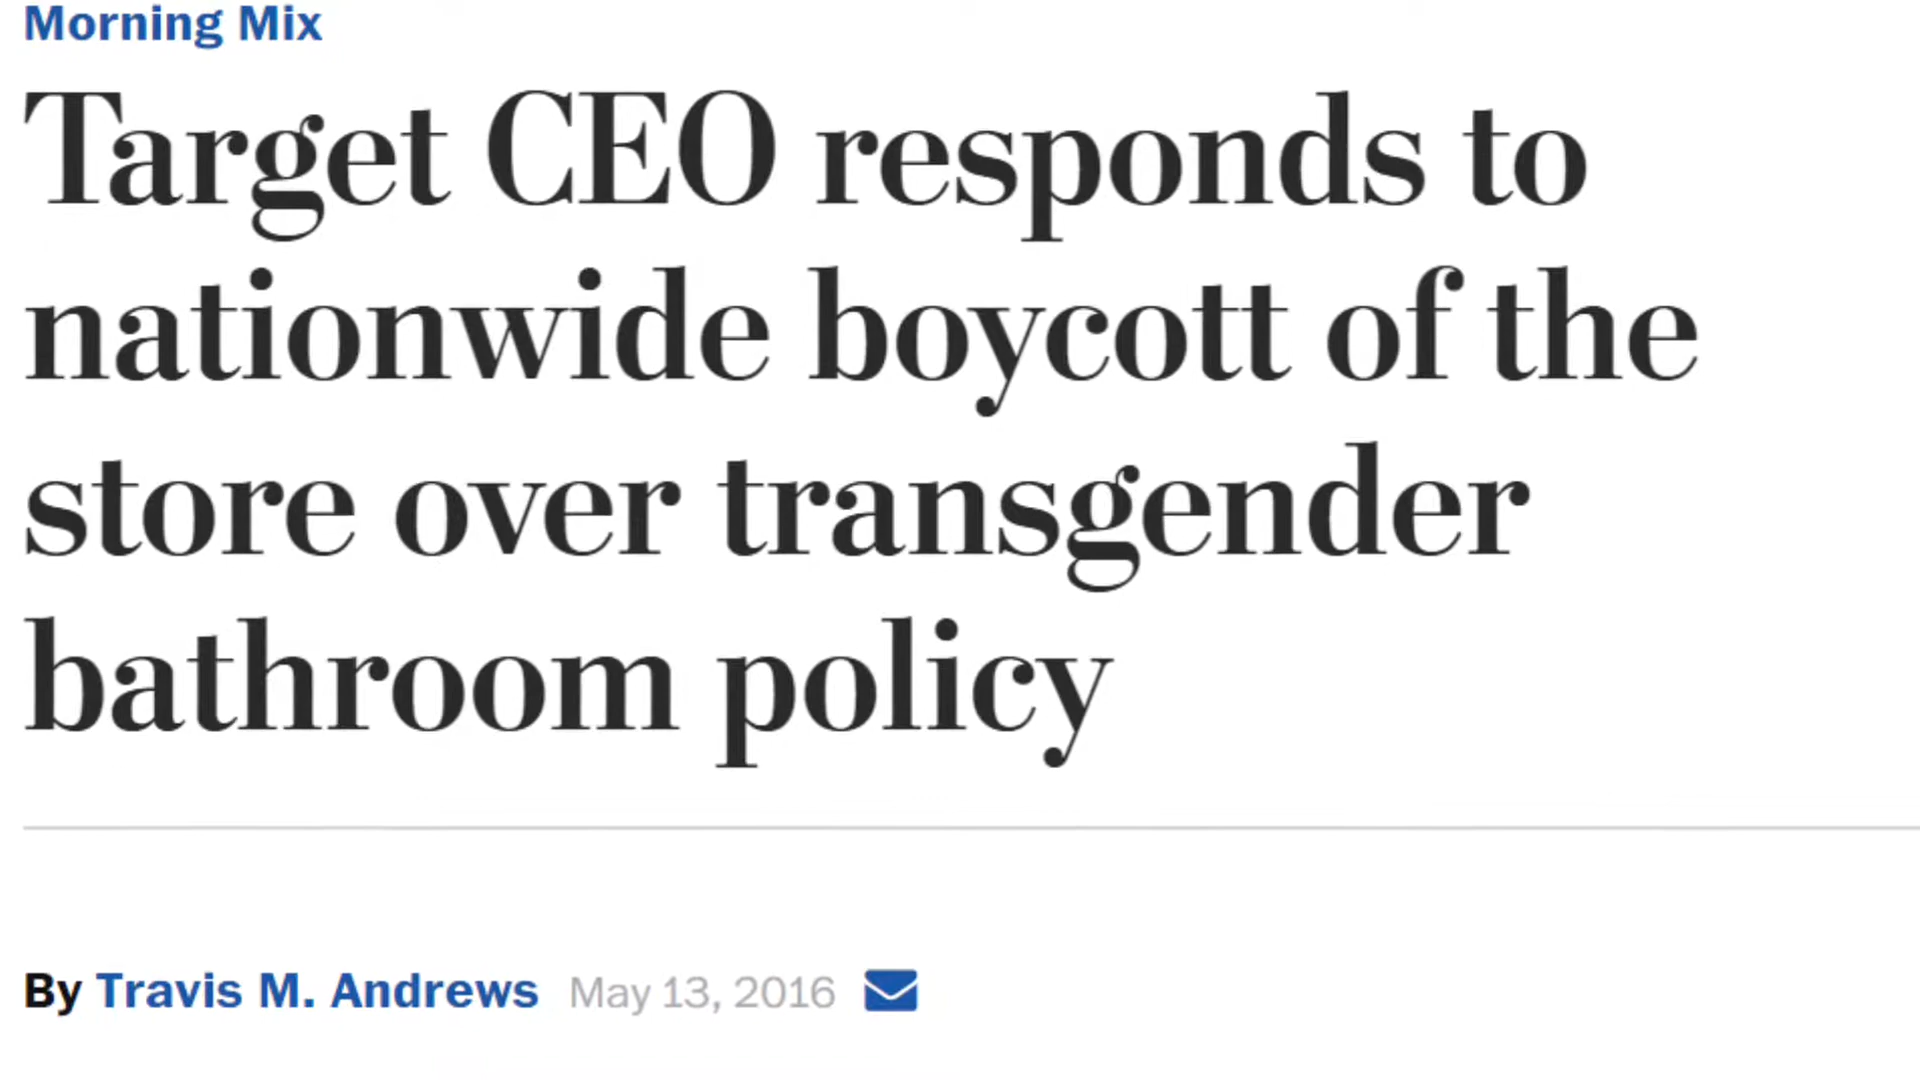 Morning Mix
Target CEO responds to
nationwide boycott of the
store over transgender
bathroom policy
By Travis M. Andrews May 13, 2016